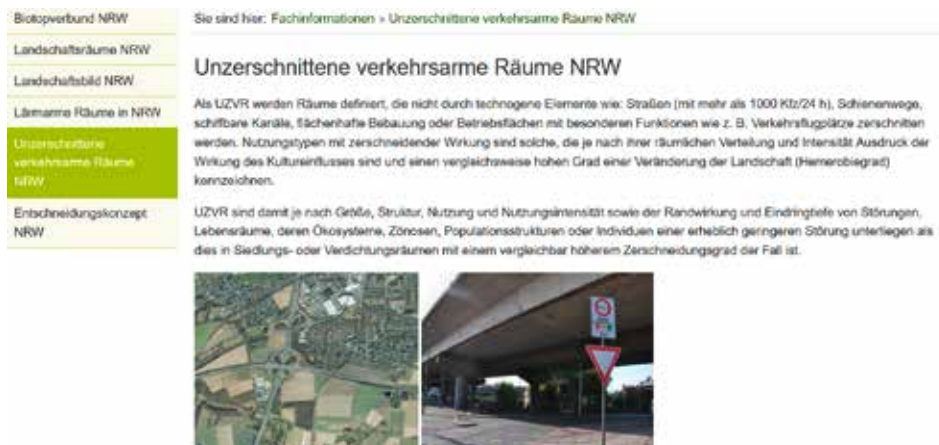 Biotopverbund NRW
Landschaftsräume NRW
Landschaftsbild NRW
Lärmarme Räume in NRW
Unzerschnittene
verkehrsarme Räume
NRW
Entschneidungskonzept
NRW
Sie sind hier: Fachinformationen » Unzerschnittene verkehrsarme Räume NRW
Unzerschnittene verkehrsarme Räume NRW
Als UZVR werden Räume definiert, die nicht durch technogene Elemente wie: Straßen (mit mehr als 1000 Kfz/24 h), Schienenwege,
schiffbare Kanäle, flächenhafte Bebauung oder Betriebsflächen mit besonderen Funktionen wie z. B. Verkehrsflugplätze zerschnitten
werden. Nutzungstypen mit zerschneidender Wirkung sind solche, die je nach ihrer räumlichen Verteilung und Intensität Ausdruck der
Wirkung des Kultureinflusses sind und einen vergleichsweise hohen Grad einer Veränderung der Landschaft (Hemerobiegrad)
kennzeichnen.
UZVR sind damit je nach Größe, Struktur, Nutzung und Nutzungsintensität sowie der Randwirkung und Eindringtiefe von Störungen,
Lebensräume, deren Ökosysteme, Zönosen, Populationsstrukturen oder Individuen einer erheblich geringeren Störung unterliegen als
dies in Siedlungs- oder Verdichtungsräumen mit einem vergleichbar höherem Zerschneidungsgrad der Fall ist.